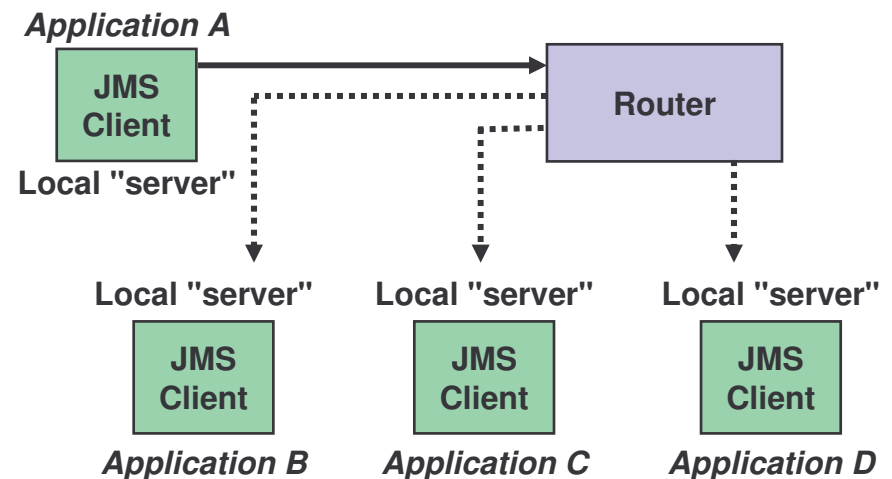 Application A
JMS
Client
Router
Local "server"
Local "server"
Local "server"
Local "server"
JMS
Client
JMS
Client
JMS
Client
Application B
Application C
Application D